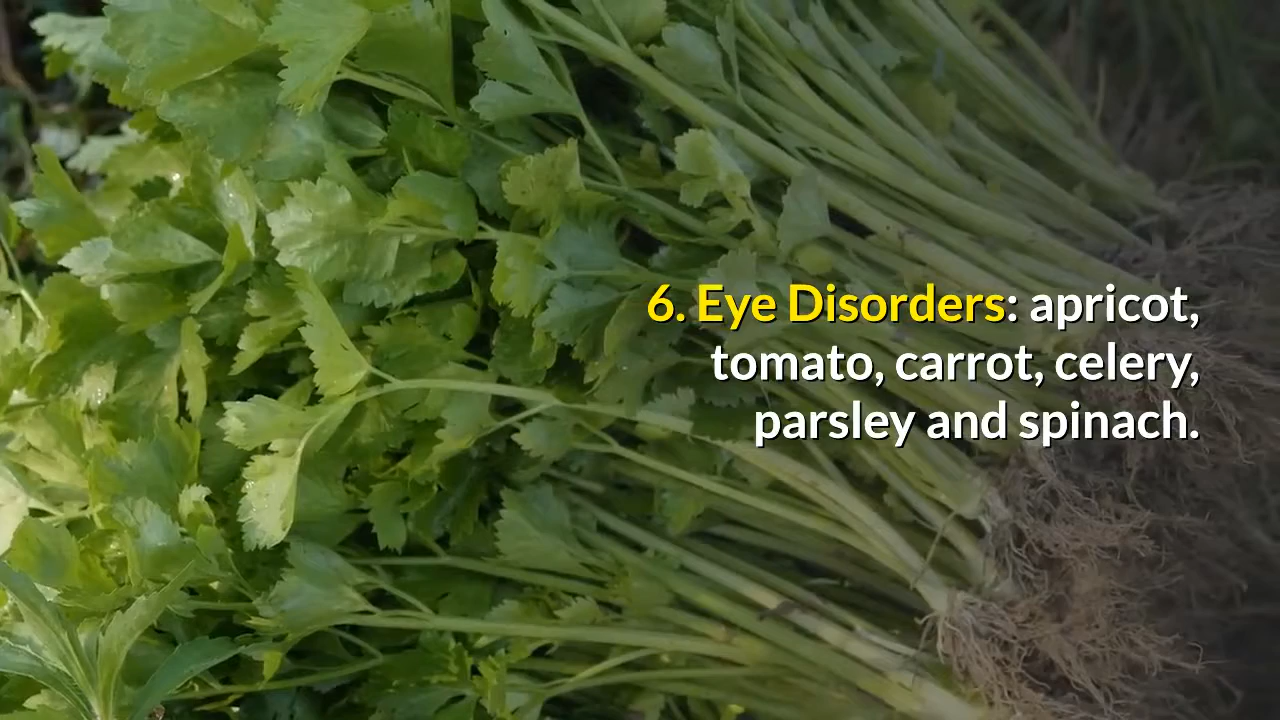 6. Eye Disorders: apricot,
tomato, carrot, celery,
parsley and spinach.